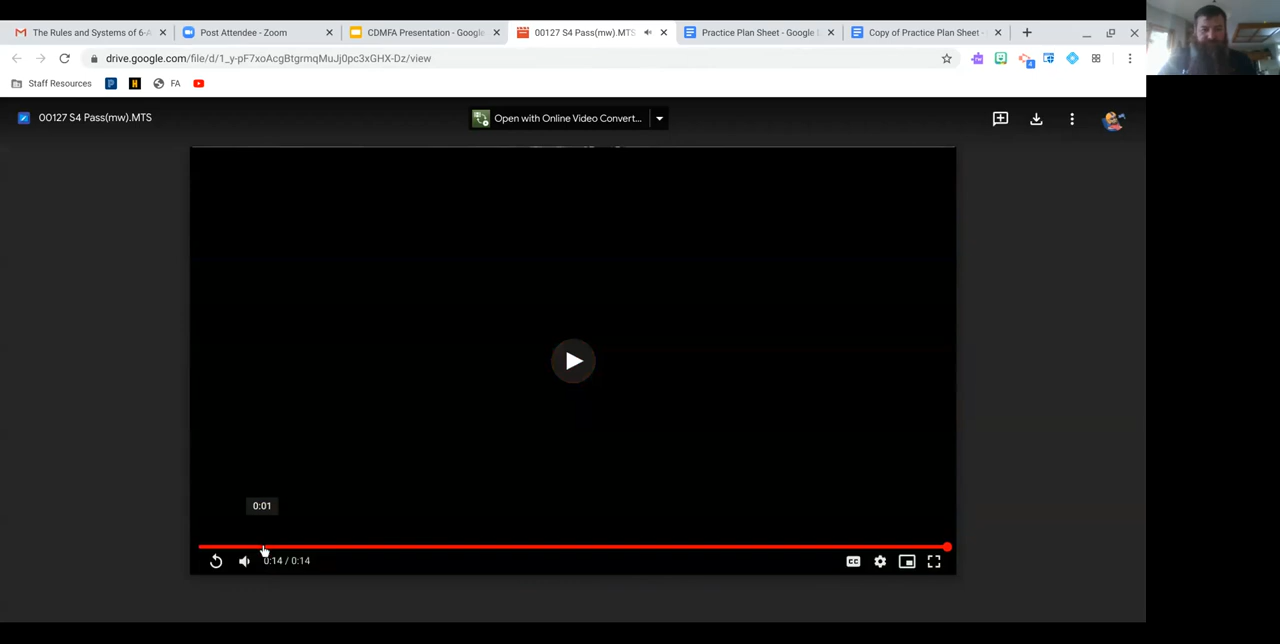 The Rules and Systems of 6-A
Post Attendee - Zoom
CDMFA Presentation - Google
00127 S4 Pass(mw).MTS
Practice Plan Sheet - Google
Copy of Practice Plan Sheet -
drive.google.com/file/d/1_y-pF7xoAcgBtgrmqMuJj0pc3xGHX-Dz/view
Staff Resources
P
H
FA
00127 S4 Pass(mw).MTS
Open with Online Video Convert...
0:01
0:14 / 0:14
CC